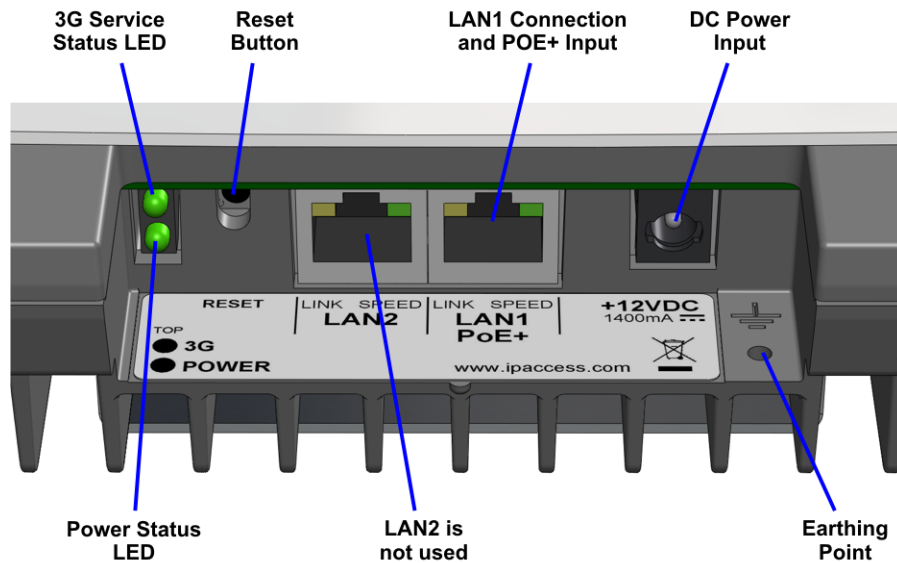 3G Service
Status LED
Reset
Button
LAN1 Connection
and POE+ Input
DC Power
Input
RESET
LINK SPEED
LAN2
LINK SPEED
LAN1
PoE+
+12VDC
1400mA
TOP
3G
POWER
www.ipaccess.com
Power Status
LED
LAN2 is
not used
Earthing
Point